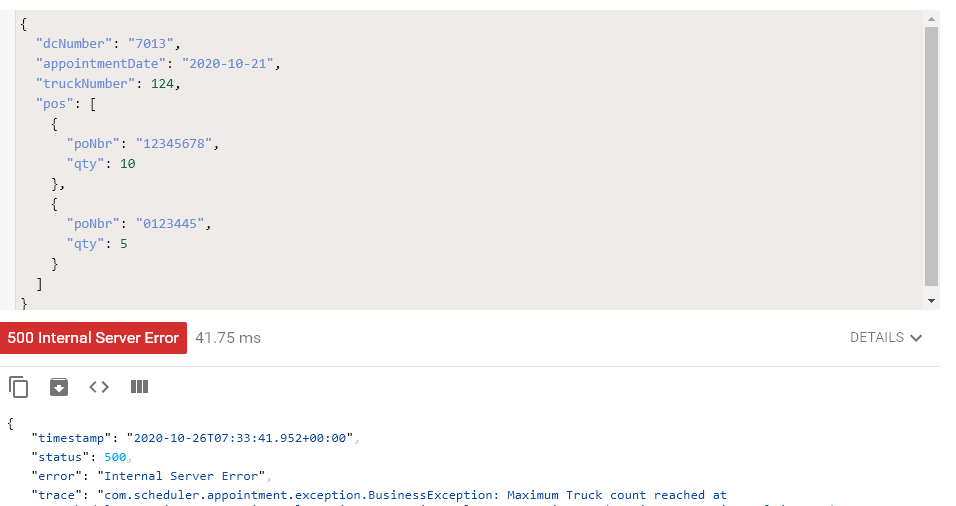 {
"dcNumber": "7013",
"appointmentDate": "2020-10-21",
"truckNumber": 124,
"pos": [
{
"poNbr": "12345678",
"qty": 10
},
{
"poNbr": "0123445",
"qty": 5
}
]
}
500 Internal Server Error 41.75 ms DETAILS
{
"timestamp": "2020-10-26T07:33:41.952+00:00",
"status": 500,
"error": "Internal Server Error",
"trace": "com.scheduler.appointment.exception.BusinessException: Maximum Truck count reached at